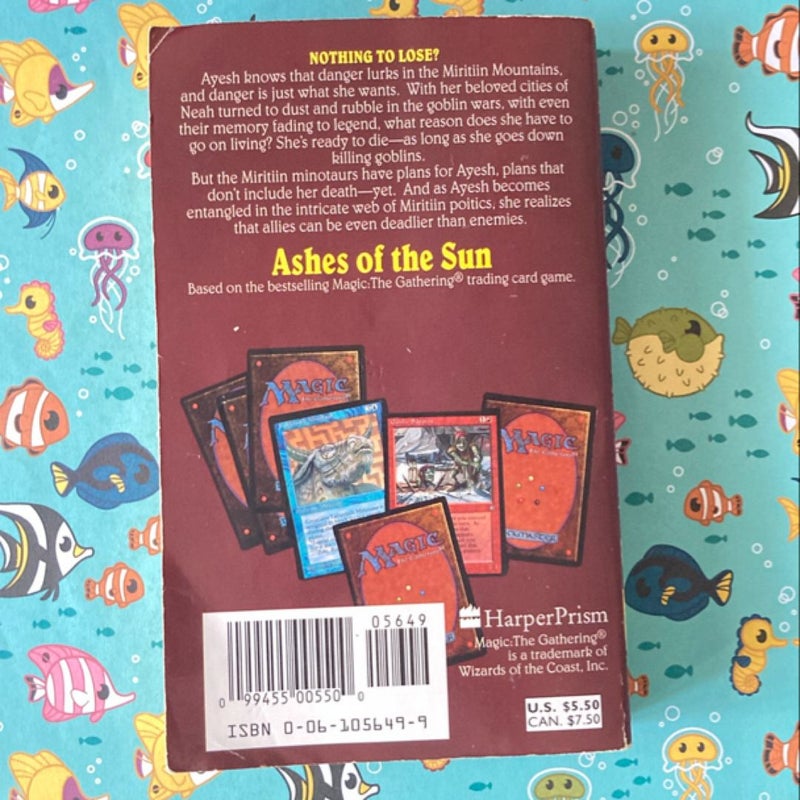 NOTHING TO LOSE?
Ayesh knows that danger lurks in the Miritiin Mountains,
and danger is just what she wants. With her beloved cities of
Neah turned to dust and rubble in the goblin wars, with even
their memory fading to legend, what reason does she have to
go on living? She's ready to die—as long as she goes down
killing goblins.
But the Miritiin minotaurs have plans for Ayesh, plans that
don't include her death—yet. And as Ayesh becomes
entangled in the intricate web of Miritiin poitics, she realizes
that allies can be even deadlier than enemies.
Ashes of the Sun
Based on the bestselling Magic:The Gathering® trading card game.
MAGIC
MAGIC
MAGIC
05649
0 99455 00550 0
ISBN 0-06-105649-9
HarperPrism
Magic:The Gathering®
is a trademark of
Wizards of the Coast, Inc.
U.S. $5.50
CAN. $7.50